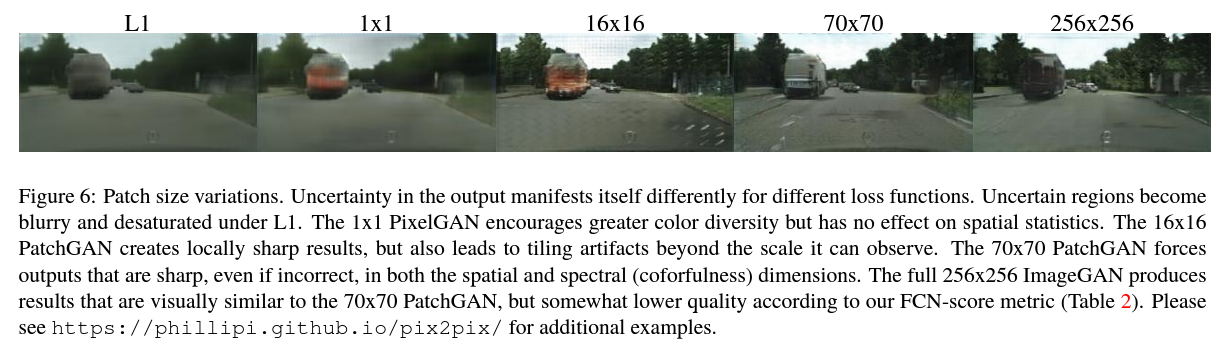 L1 1x1 16x16 70x70 256x256
Figure 6: Patch size variations. Uncertainty in the output manifests itself differently for different loss functions. Uncertain regions become
blurry and desaturated under L1. The 1x1 PixelGAN encourages greater color diversity but has no effect on spatial statistics. The 16x16
PatchGAN creates locally sharp results, but also leads to tiling artifacts beyond the scale it can observe. The 70x70 PatchGAN forces
outputs that are sharp, even if incorrect, in both the spatial and spectral (coforfulness) dimensions. The full 256x256 ImageGAN produces
results that are visually similar to the 70x70 PatchGAN, but somewhat lower quality according to our FCN-score metric (Table 2). Please
see https://phillipi.github.io/pix2pix/ for additional examples.